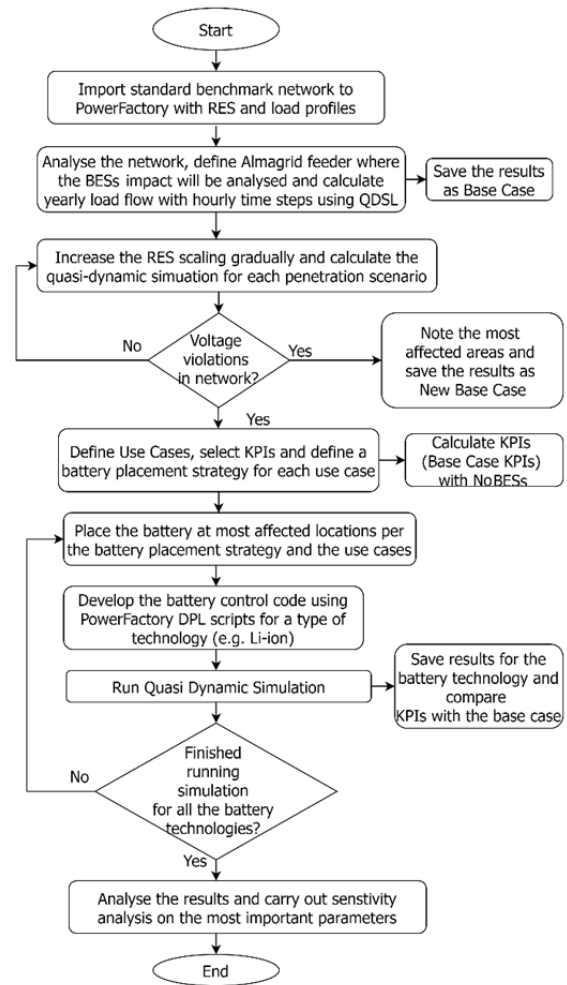 Start
Import standard benchmark network to
PowerFactory with RES and load profiles
Analyse the network, define Almagrid feeder where
the BESs impact will be analysed and calculate
yearly load flow with hourly time steps using QDSL
Save the results
as Base Case
Increase the RES scaling gradually and calculate the
quasi-dynamic simuation for each penetration scenario
No
Voltage
violations
in network?
Yes
Note the most
affected areas and
save the results as
New Base Case
Yes
Define Use Cases, select KPIs and define a
battery placement strategy for each use case
Calculate KPIs
(Base Case KPIs)
with NoBESs
Place the battery at most affected locations per
the battery placement strategy and the use cases
Develop the battery control code using
PowerFactory DPL scripts for a type of
technology (e.g. Li-ion)
Run Quasi Dynamic Simulation
Save results for the
battery technology and
compare
KPIs with the base case
No
Finished
running
simulation
for all the battery
technologies?
Yes
Analyse the results and carry out senstivity
analysis on the most important parameters
End